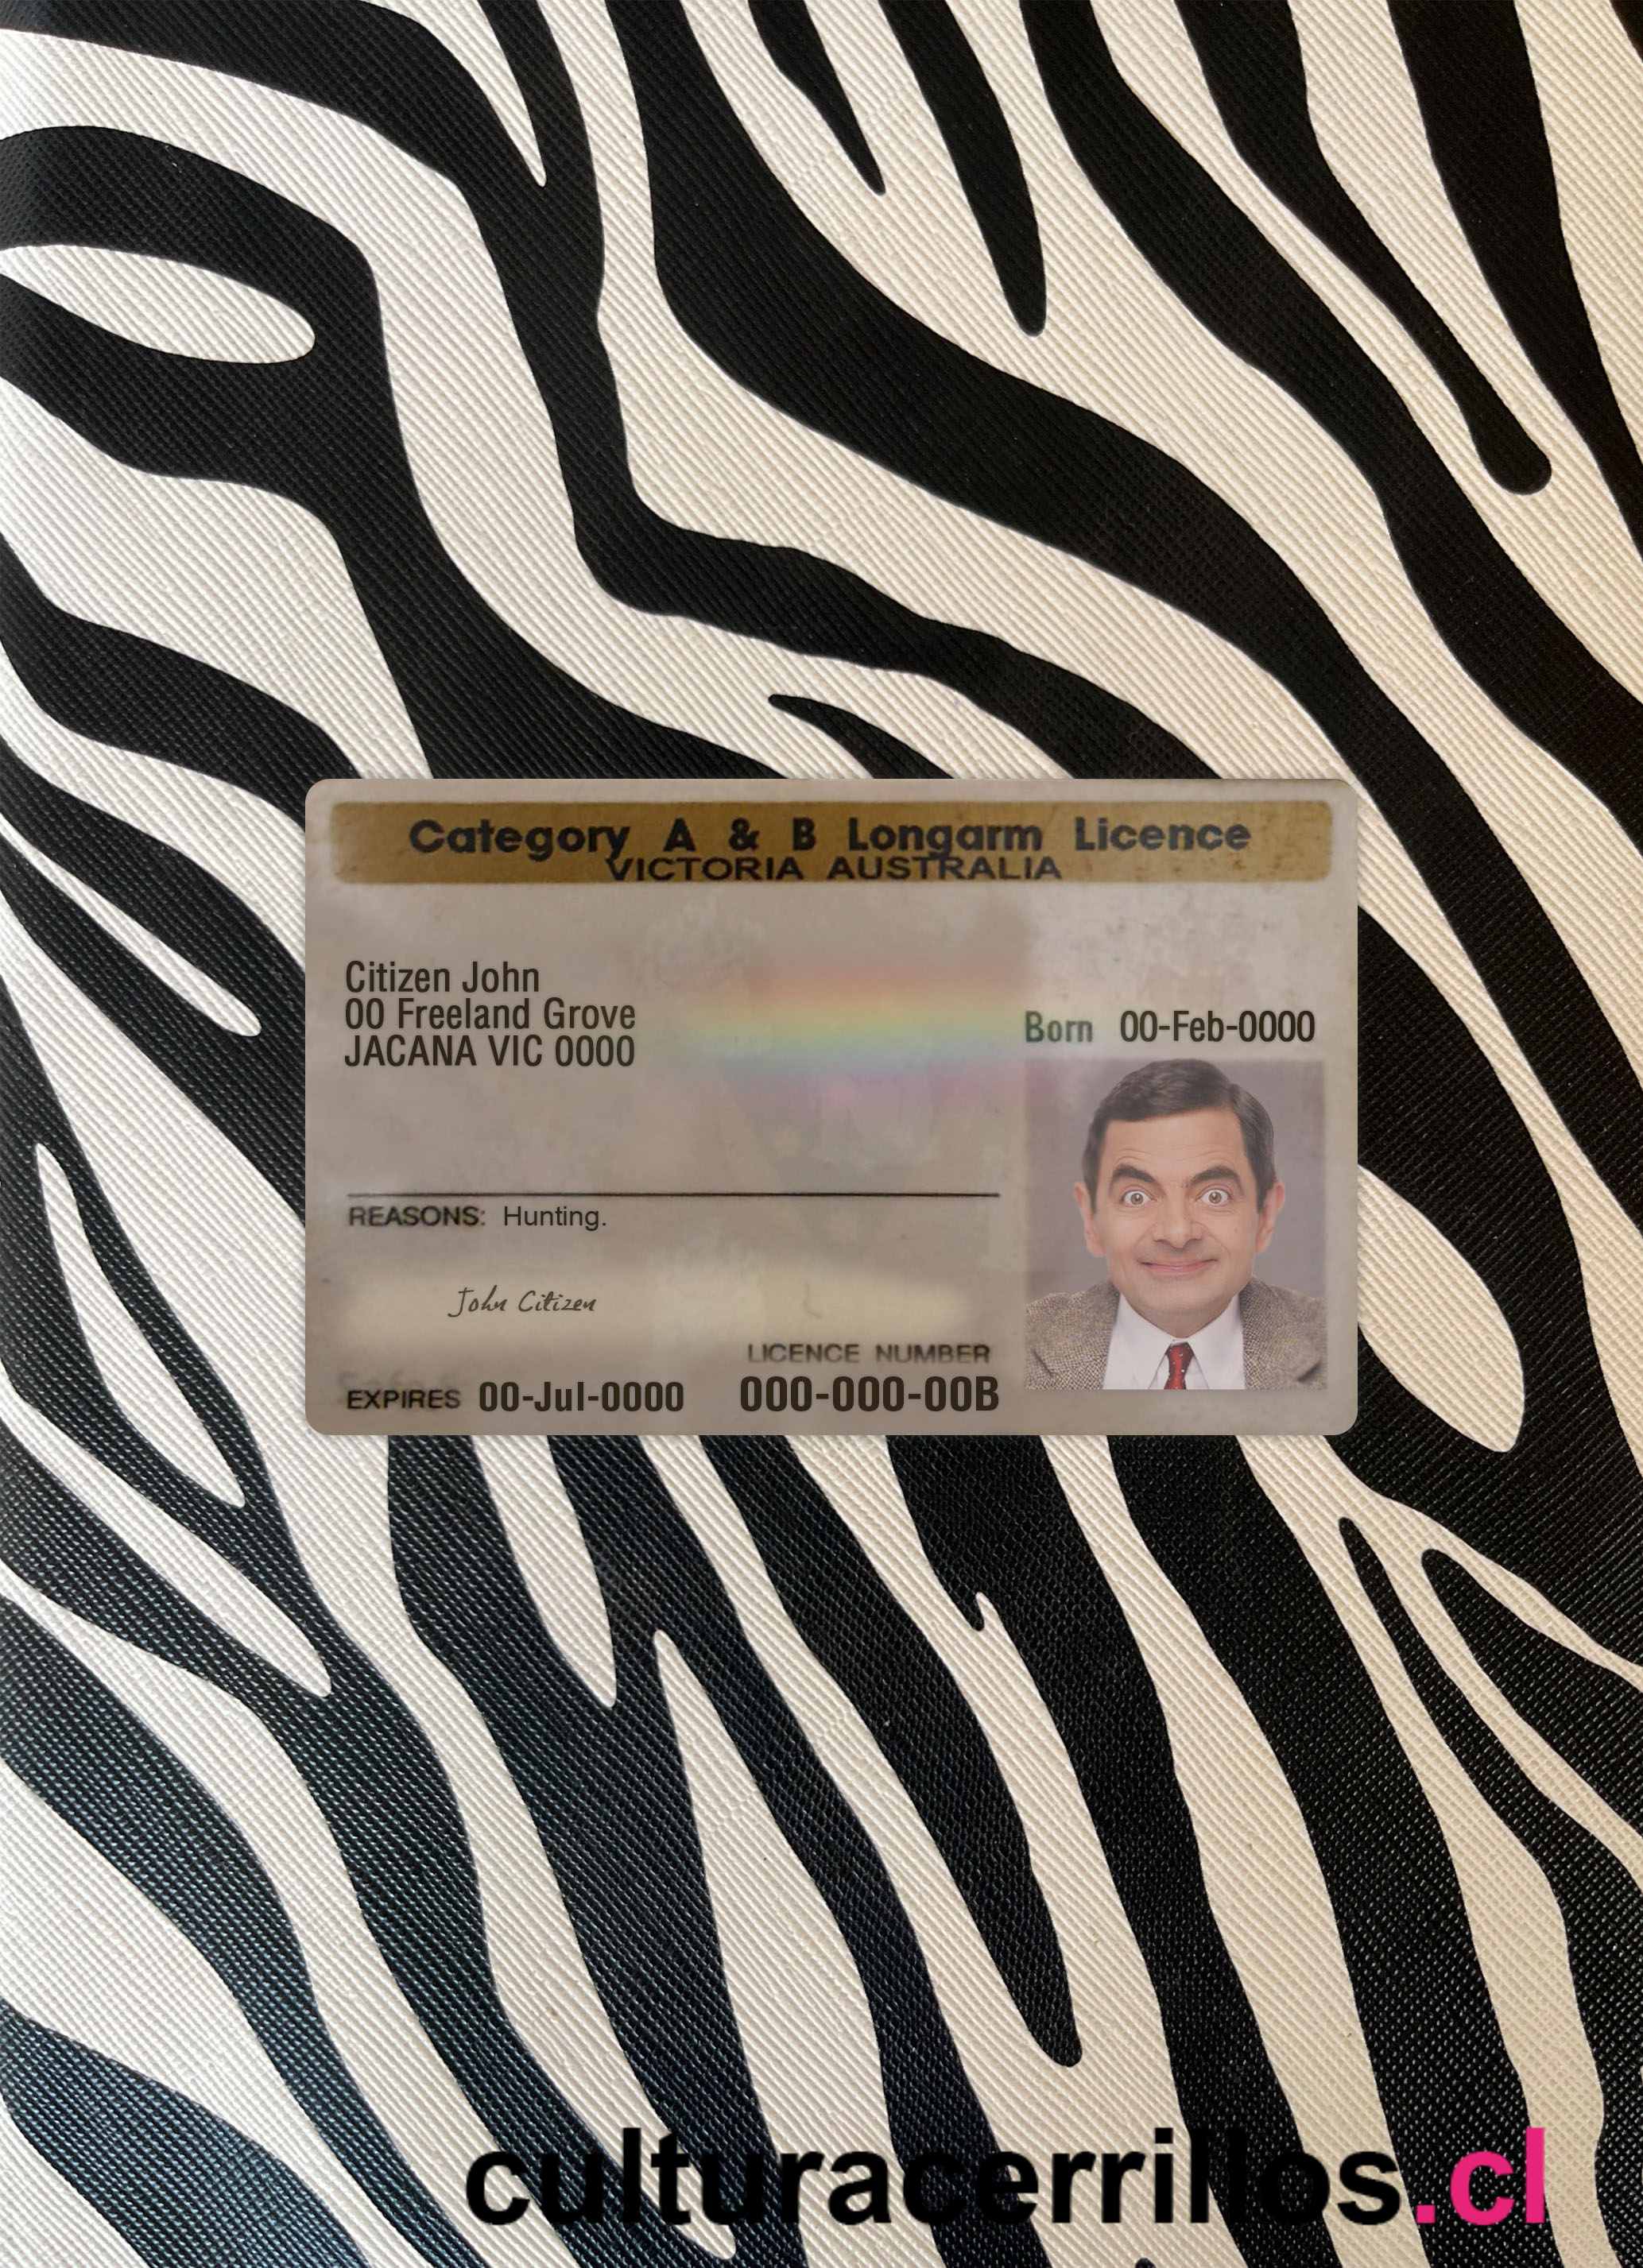 Category A & B Longarm Licence
VICTORIA AUSTRALIA
Citizen John
00 Freeland Grove
JACANA VIC 0000
Born 00-Feb-0000
REASONS: Hunting.
John Citizen
LICENCE NUMBER
EXPIRES 00-Jul-0000 000-000-00B
culturacerrillos.cl